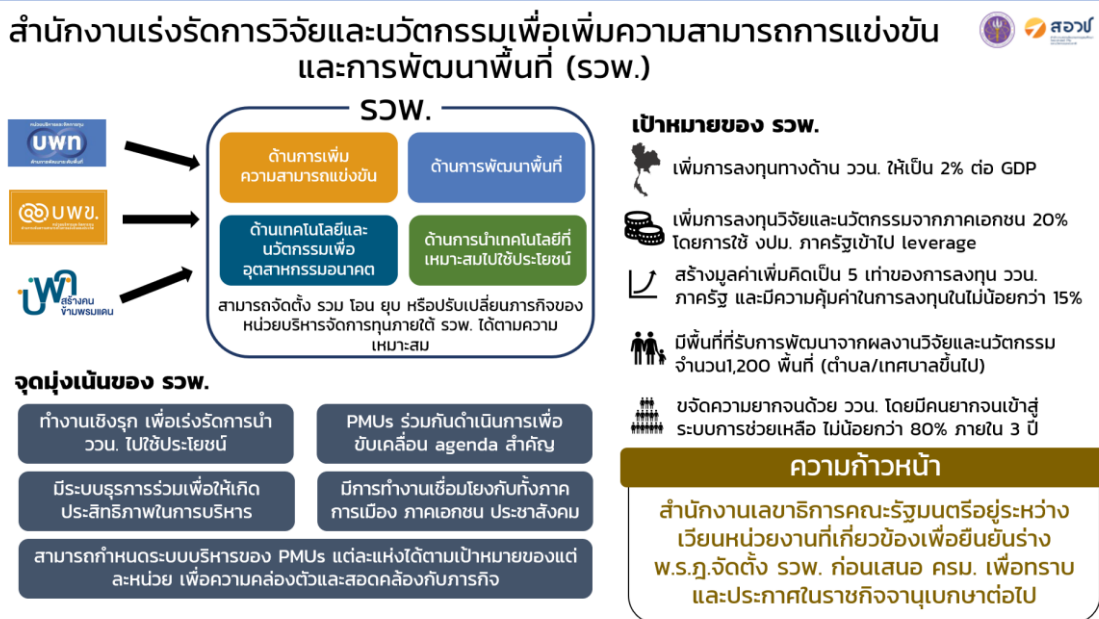 สำนักงานเร่งรัดการวิจัยและนวัตกรรมเพื่อเพิ่มความสามารถการแข่งขัน
และการพัฒนาพื้นที่ (รวพ.)
สอวช
บพท
บพข.
บพค
สร้างคน
ข้ามพรมแดน
รวพ.
ด้านการเพิ่ม
ความสามารถแข่งขัน
ด้านการพัฒนาพื้นที่
ด้านเทคโนโลยีและ
นวัตกรรมเพื่อ
อุตสาหกรรมอนาคต
ด้านการนำเทคโนโลยีที่
เหมาะสมไปใช้ประโยชน์
สามารถจัดตั้ง รวม โอน ยุบ หรือปรับเปลี่ยนภารกิจของ
หน่วยบริหารจัดการทุนภายใต้ รวพ. ได้ตามความ
เหมาะสม
จุดมุ่งเน้นของ รวพ.
ทำงานเชิงรุก เพื่อเร่งรัดการนำ
ววน. ไปใช้ประโยชน์
PMUs ร่วมกันดำเนินการเพื่อ
ขับเคลื่อน agenda สำคัญ
มีระบบธุรการร่วมเพื่อให้เกิด
ประสิทธิภาพในการบริหาร
มีการทำงานเชื่อมโยงกับทั้งภาค
การเมือง ภาคเอกชน ประชาสังคม
สามารถกำหนดระบบบริหารของ PMUs แต่ละแห่งได้ตามเป้าหมายของแต่
ละหน่วย เพื่อความคล่องตัวและสอดคล้องกับภารกิจ
เป้าหมายของ รวพ.
เพิ่มการลงทุนทางด้าน ววน. ให้เป็น 2% ต่อ GDP
เพิ่มการลงทุนวิจัยและนวัตกรรมจากภาคเอกชน 20%
โดยการใช้ งปม. ภาครัฐเข้าไป leverage
สร้างมูลค่าเพิ่มคิดเป็น 5 เท่าของการลงทุน ววน.
ภาครัฐ และมีความคุ้มค่าในการลงทุนในไม่น้อยกว่า 15%
มีพื้นที่ที่รับการพัฒนาจากผลงานวิจัยและนวัตกรรม
จำนวน1,200 พื้นที่ (ตำบล/เทศบาลขึ้นไป)
ขจัดความยากจนด้วย ววน. โดยมีคนยากจนเข้าสู่
ระบบการช่วยเหลือ ไม่น้อยกว่า 80% ภายใน 3 ปี
ความก้าวหน้า
สำนักงานเลขาธิการคณะรัฐมนตรีอยู่ระหว่าง
เวียนหน่วยงานที่เกี่ยวข้องเพื่อยืนยันร่าง
พ.ร.ฎ.จัดตั้ง รวพ. ก่อนเสนอ ครม. เพื่อทราบ
และประกาศในราชกิจจานุเบกษาต่อไป